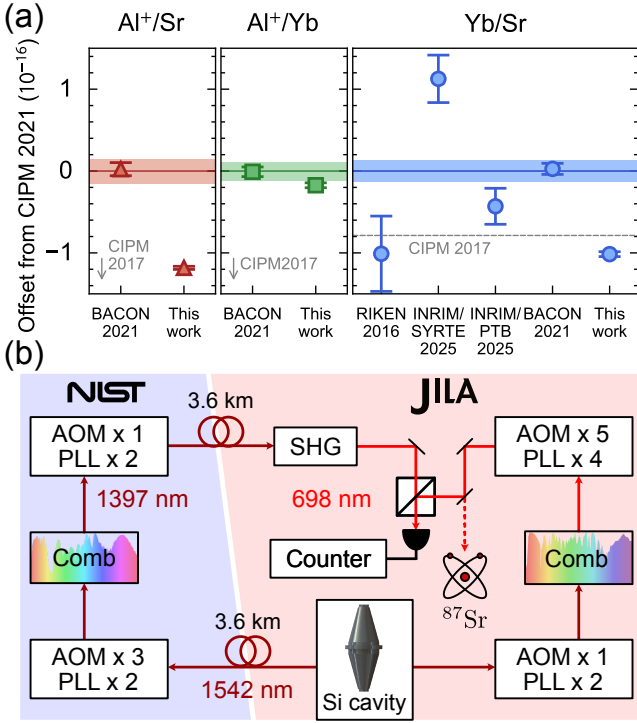 (a)
Al⁺/Sr
Al⁺/Yb
Yb/Sr
Offset from CIPM 2021 (10⁻¹⁶)
1
0
−1
CIPM
2017
CIPM2017
CIPM 2017
BACON
2021
This
work
BACON
2021
This
work
RIKEN
2016
INRIM/
SYRTE
2025
INRIM/
PTB
2025
BACON
2021
This
work
(b)
NIST
JILA
3.6 km
AOM x 1
PLL x 2
SHG
AOM x 5
PLL x 4
1397 nm
698 nm
Comb
Counter
Comb
⁸⁷Sr
3.6 km
AOM x 3
PLL x 2
1542 nm
Si cavity
AOM x 1
PLL x 2